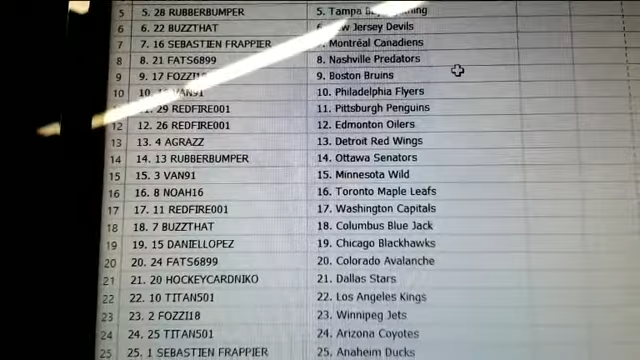 5 5. 28 RUBBERBUMPER 5. Tampa
6 6. 22 BUZZTHAT Jersey Devils
7 7. 16 SEBASTIEN FRAPPIER Montréal Canadiens
8 8. 21 FATS6899 8. Nashville Predators
9 9. 17 FOZZI18 9. Boston Bruins
10 10. VAN91 10. Philadelphia Flyers
11. 29 REDFIRE001 11. Pittsburgh Penguins
12 12. 26 REDFIRE001 12. Edmonton Oilers
13 13. 4 AGRAZZ 13. Detroit Red Wings
14 14. 13 RUBBERBUMPER 14. Ottawa Senators
15 15. 3 VAN91 15. Minnesota Wild
16 16. 8 NOAH16 16. Toronto Maple Leafs
17 17. 11 REDFIRE001 17. Washington Capitals
18 18. 7 BUZZTHAT 18. Columbus Blue Jack
19 19. 15 DANIELLOPEZ 19. Chicago Blackhawks
20 20. 24 FATS6899 20. Colorado Avalanche
21 21. 20 HOCKEYCARDNIKO 21. Dallas Stars
22 22. 10 TITAN501 22. Los Angeles Kings
23 23. 2 FOZZI18 23. Winnipeg Jets
24 24. 25 TITAN501 24. Arizona Coyotes
25 25. 1 SEBASTIEN FRAPPIER 25. Anaheim Ducks